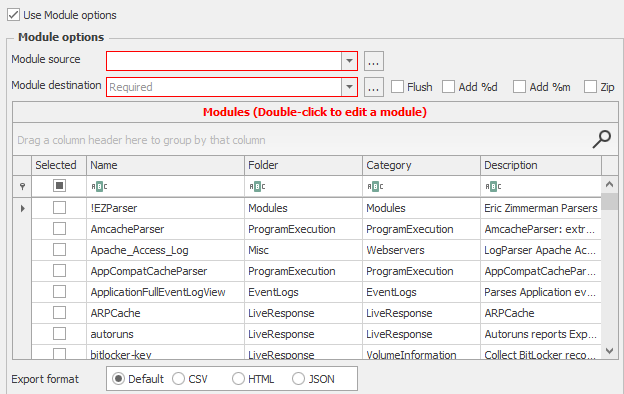 Use Module options
Module options
Module source ...
Module destination Required ... Flush Add %d Add %m Zip
Modules (Double-click to edit a module)
Drag a column header here to group by that column
Selected Name Folder Category Description
ABC ABC ABC ABC
!EZParser Modules Modules Eric Zimmerman Parsers
AmcacheParser ProgramExecution ProgramExecution AmcacheParser: extr...
Apache_Access_Log Misc Webservers LogParser Apache Ac...
AppCompatCacheParser ProgramExecution ProgramExecution AppCompatCachePar...
ApplicationFullEventLogView EventLogs EventLogs Parses Application ev...
ARPCache LiveResponse LiveResponse ARPCache
autoruns LiveResponse LiveResponse Autoruns reports Exp...
bitlocker-key LiveResponse VolumeInformation Collect BitLocker reco...
Export format Default CSV HTML JSON